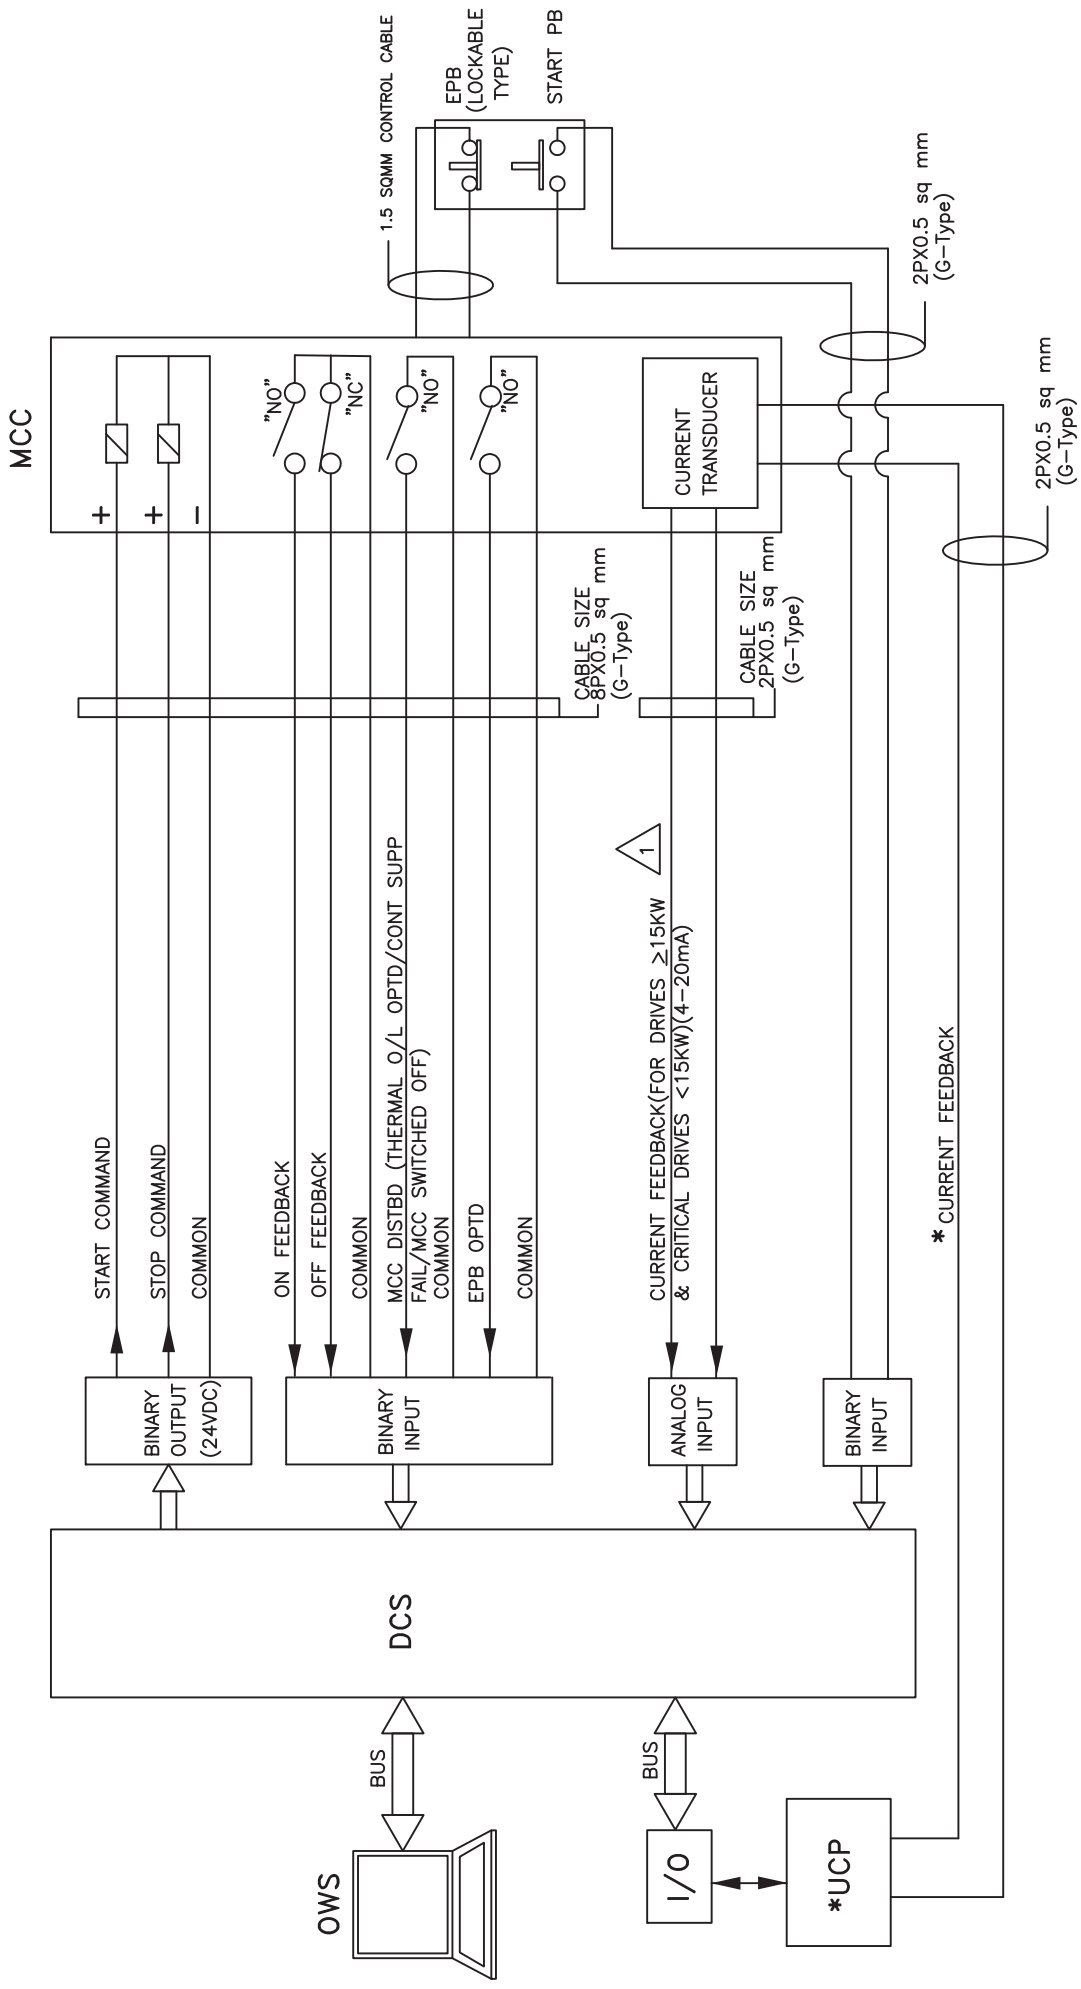 OWS
BUS
I/O
BUS
*UCP
DCS
BINARY
OUTPUT
(24VDC)
BINARY
INPUT
ANALOG
INPUT
BINARY
INPUT
START COMMAND
STOP COMMAND
COMMON
ON FEEDBACK
OFF FEEDBACK
COMMON
MCC DISTBD (THERMAL O/L OPTD/CONT SUPP
FAIL/MCC SWITCHED OFF)
COMMON
EPB OPTD
COMMON
CURRENT FEEDBACK(FOR DRIVES ≥15KW
& CRITICAL DRIVES <15KW)(4-20mA)
1
* CURRENT FEEDBACK
CABLE SIZE
8PX0.5 sq mm
(G-Type)
CABLE SIZE
2PX0.5 sq mm
(G-Type)
MCC
+
+
-
"NO"
"NC"
"NO"
"NO"
CURRENT
TRANSDUCER
1.5 SQMM CONTROL CABLE
EPB
(LOCKABLE
TYPE)
START PB
2PX0.5 sq mm
(G-Type)
2PX0.5 sq mm
(G-Type)